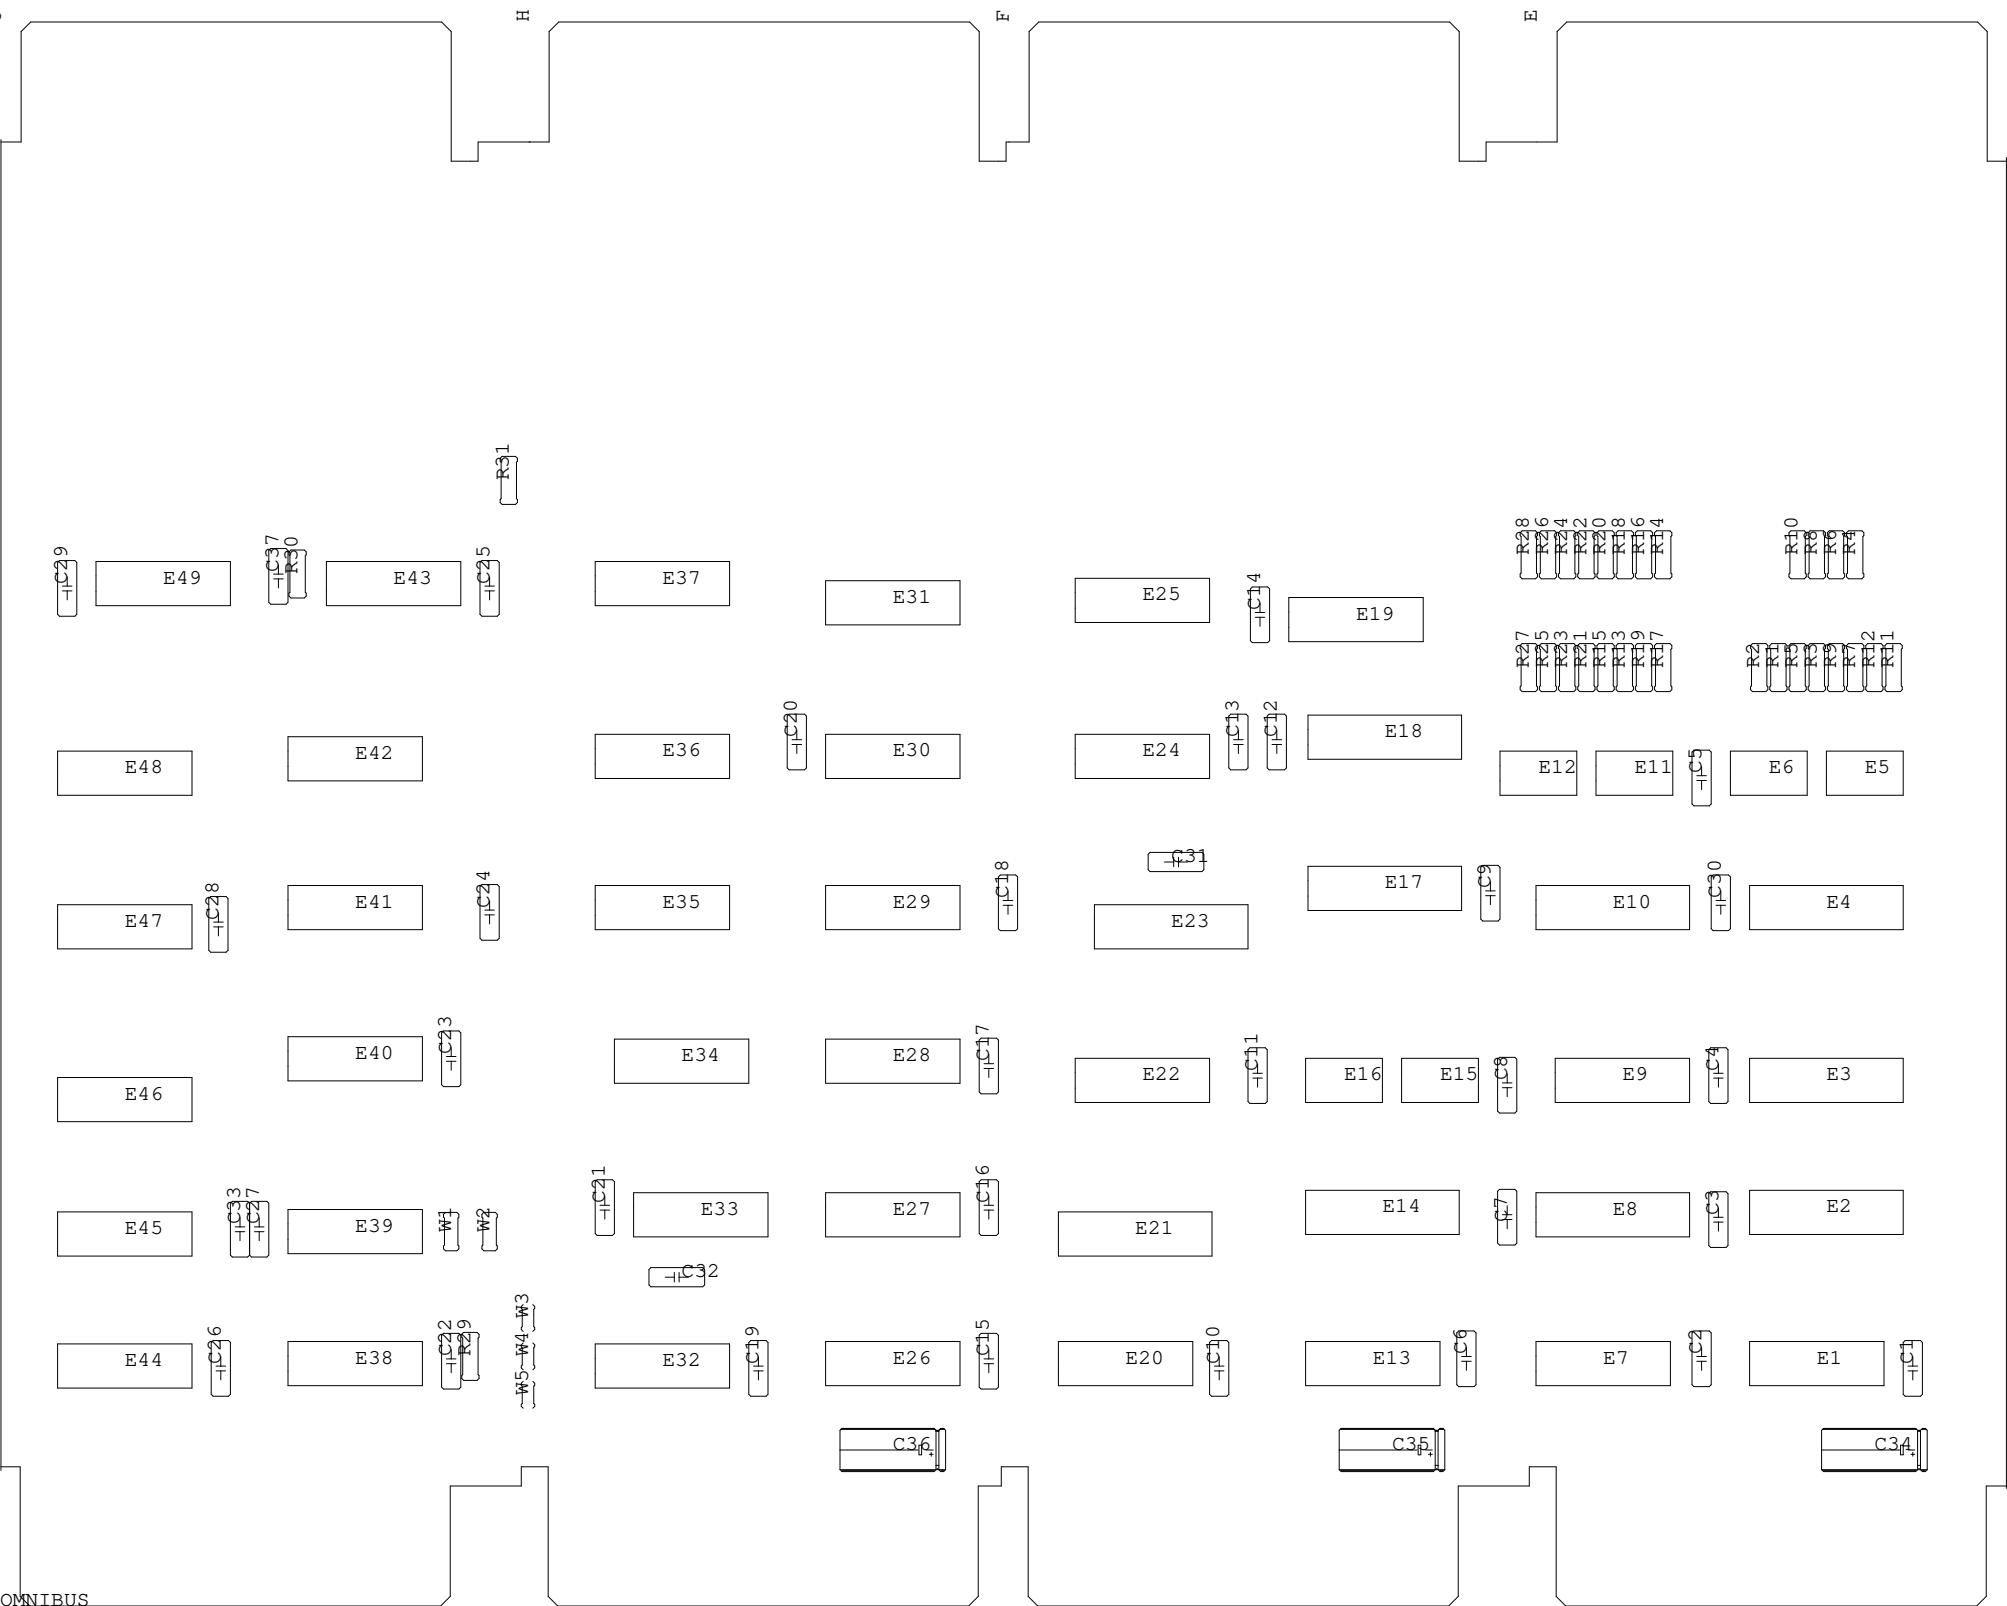 H F E
R31
R28 R26 R24 R22 R20 R18 R16 R14 R10 R8 R6 R4
C29 E49 C37 R30 E43 C25 E37 E31 E25 C14 E19
R27 R25 R23 R21 R15 R13 R19 R17 R2 R1 R5 R3 R9 R7 R12 R11
E48 E42 E36 C20 E30 E24 C13 C12 E18 E12 E11 C5 E6 E5
C31
E47 C28 E41 C24 E35 E29 C18 E23 E17 C9 E10 C30 E4
E46 E40 C23 E34 E28 C17 E22 C11 E16 E15 C8 E9 C4 E3
E45 C33 C27 E39 W1 W2 C21 E33 E27 C16 E21 E14 C7 E8 C3 E2
C32
W3
E44 C26 E38 C22 R29 W4 E32 C19 E26 C15 E20 C10 E13 C6 E7 C2 E1 C1
W5
C36 C35 C34
OMNIBUS